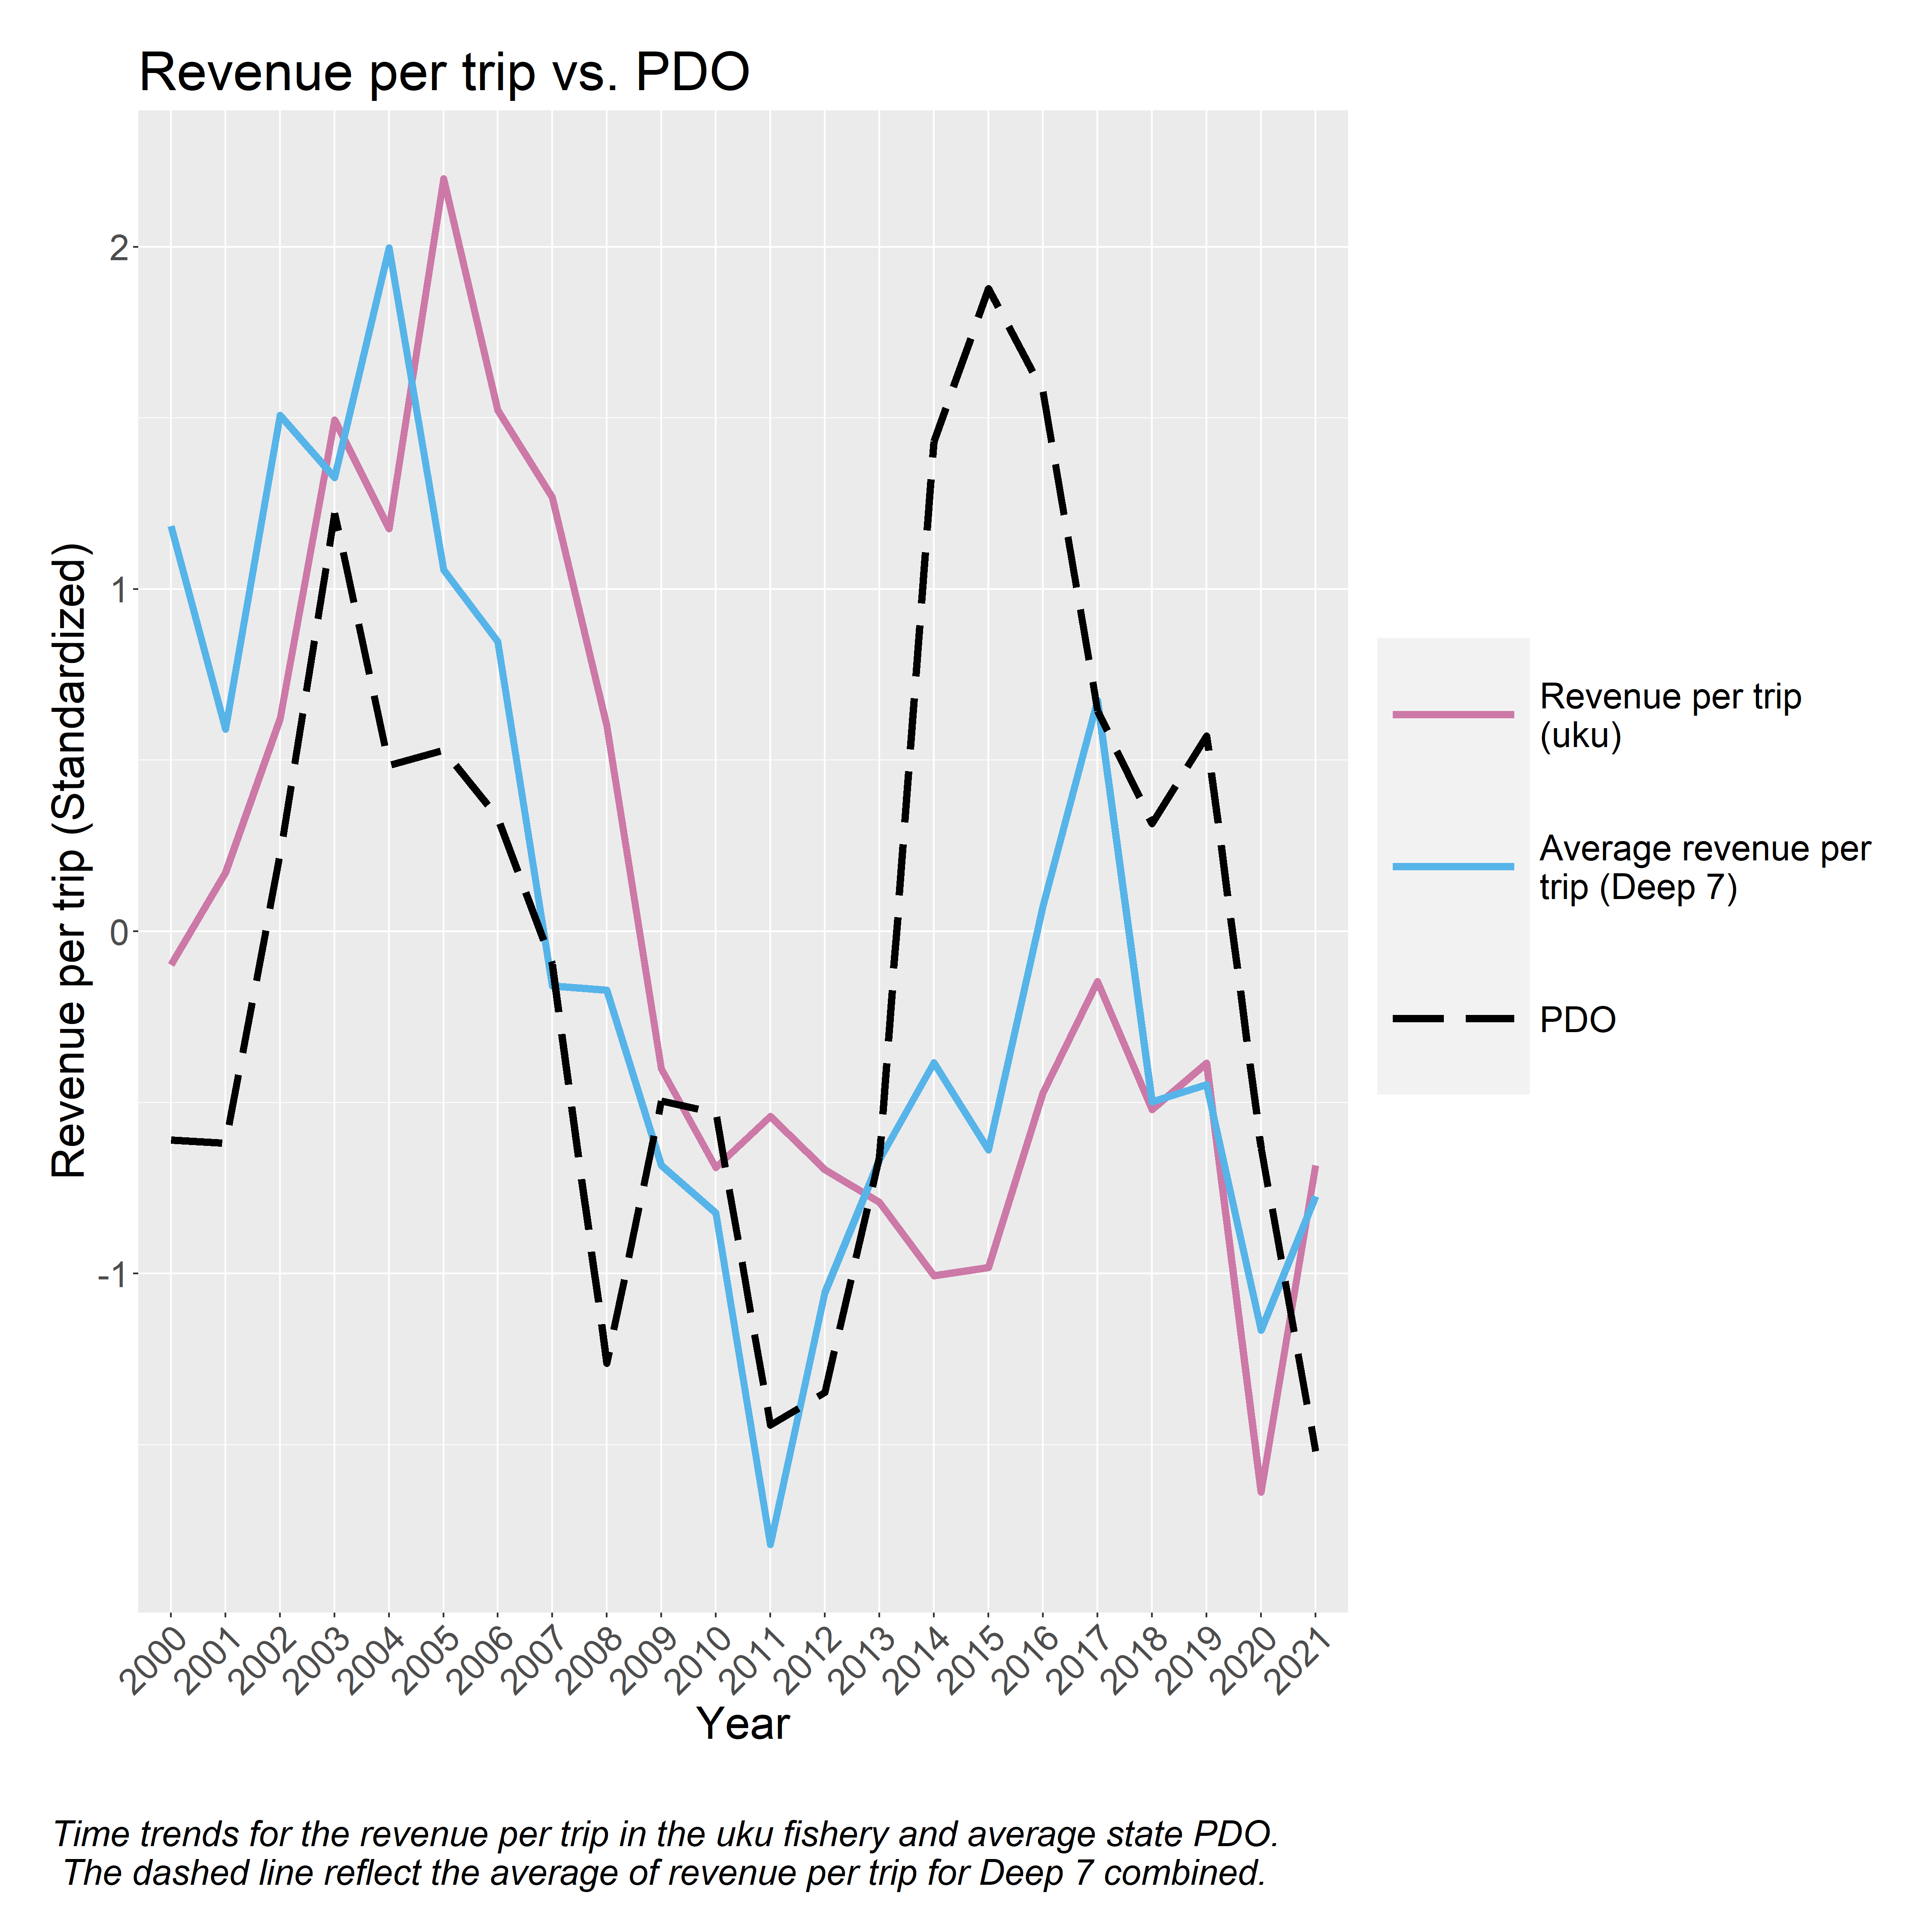 Revenue per trip vs. PDO
Revenue per trip (Standardized)
2
1
0
-1
2000
2001
2002
2003
2004
2005
2006
2007
2008
2009
2010
2011
2012
2013
2014
2015
2016
2017
2018
2019
2020
2021
Year
Revenue per trip
(uku)
Average revenue per
trip (Deep 7)
PDO
Time trends for the revenue per trip in the uku fishery and average state PDO.
The dashed line reflect the average of revenue per trip for Deep 7 combined.